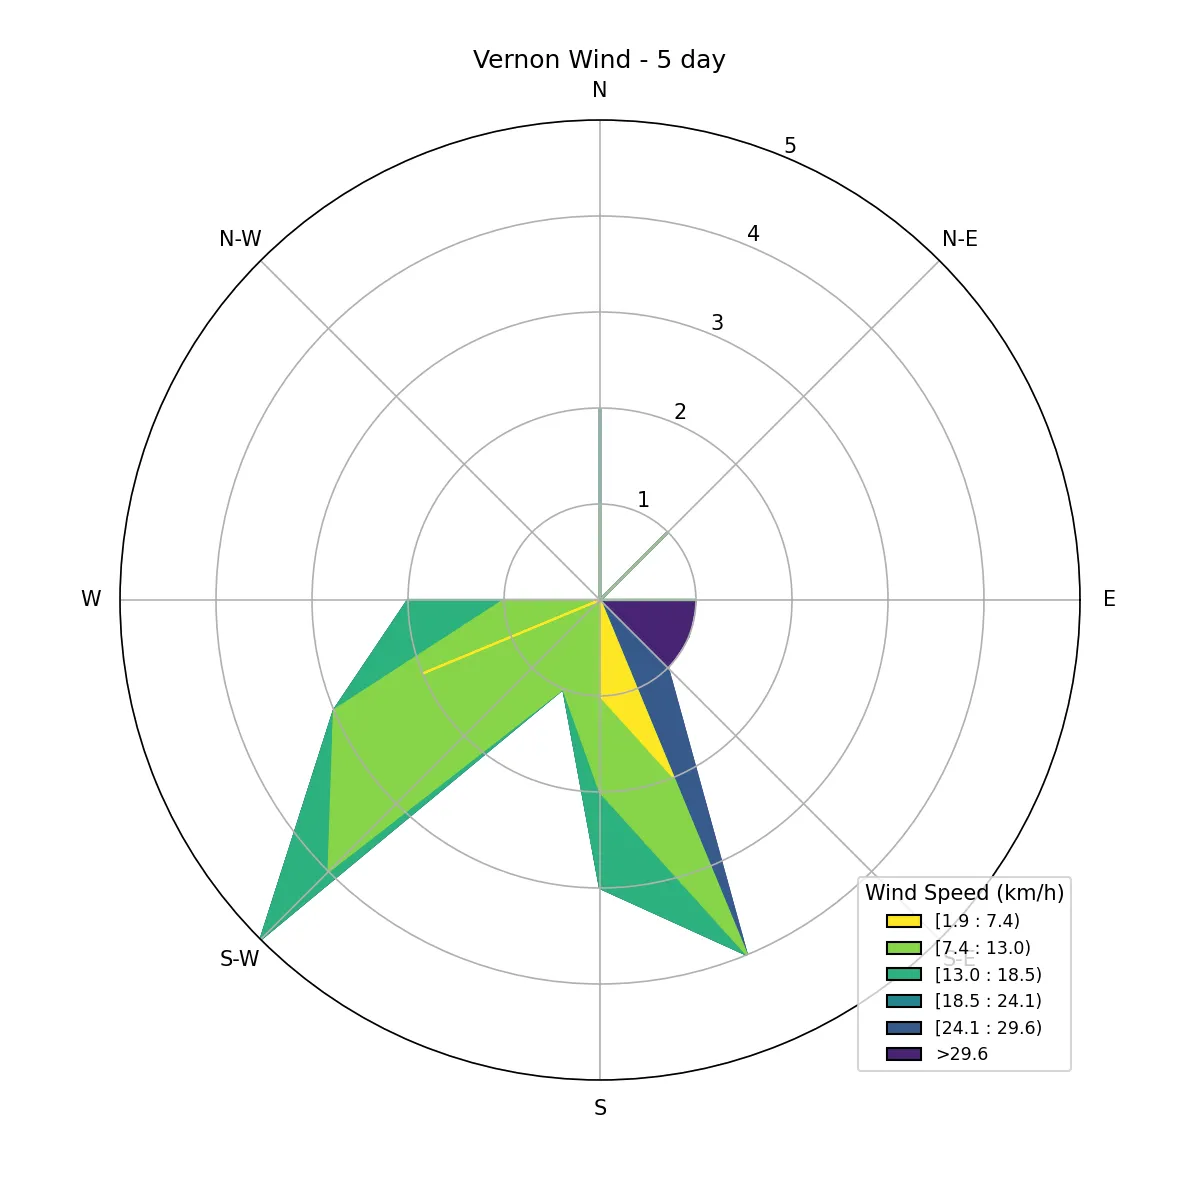 Vernon Wind - 5 day
N
5
N-W
N-E
4
3
2
1
W
E
S-W
S-E
S
Wind Speed (km/h)
[1.9 : 7.4)
[7.4 : 13.0)
[13.0 : 18.5)
[18.5 : 24.1)
[24.1 : 29.6)
>29.6